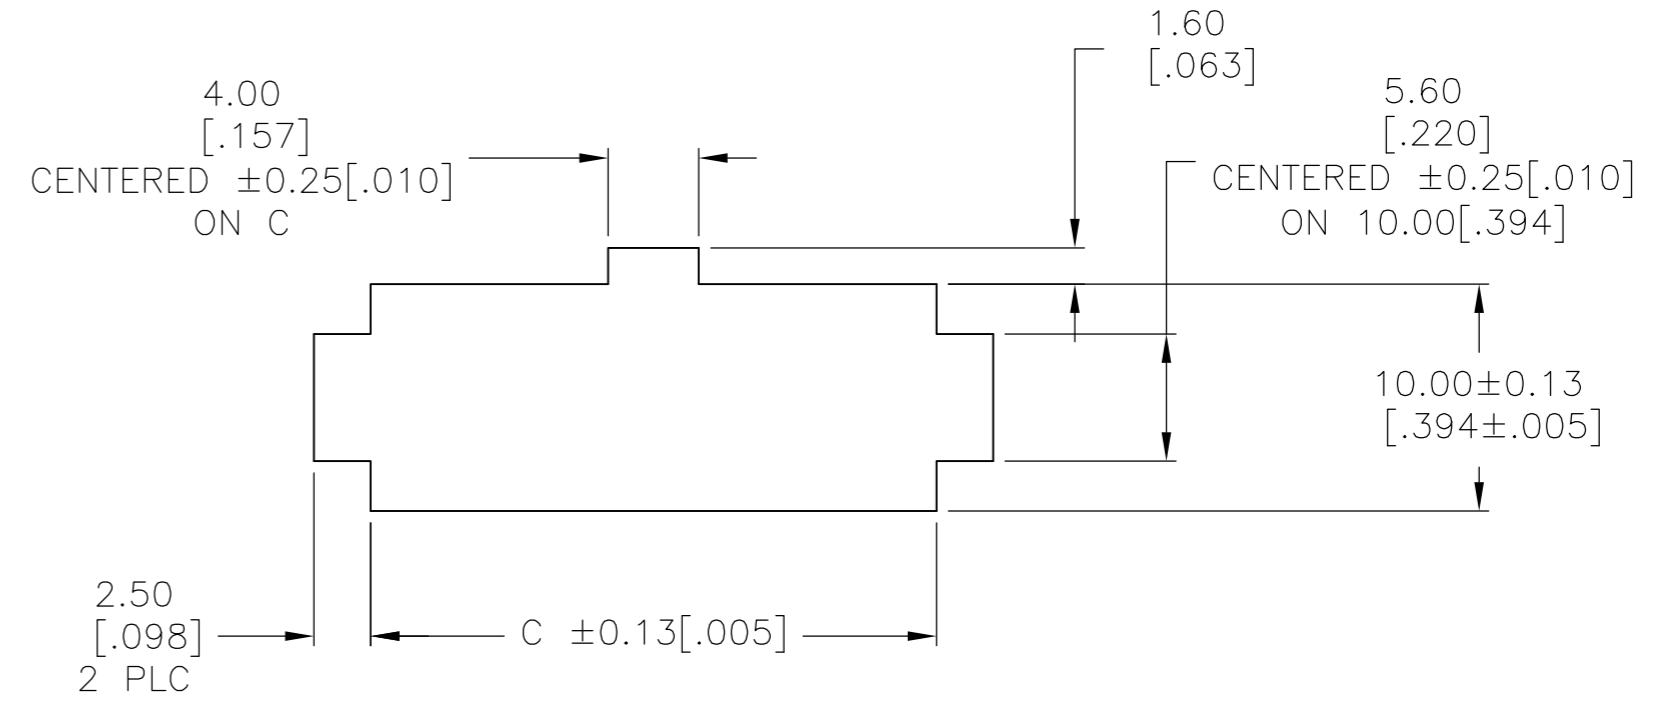 1.60
[.063]
4.00
[.157]
CENTERED ±0.25[.010]
ON C
5.60
[.220]
CENTERED ±0.25[.010]
ON 10.00[.394]
10.00±0.13
[.394±.005]
2.50
[.098]
2 PLC
C ±0.13[.005]